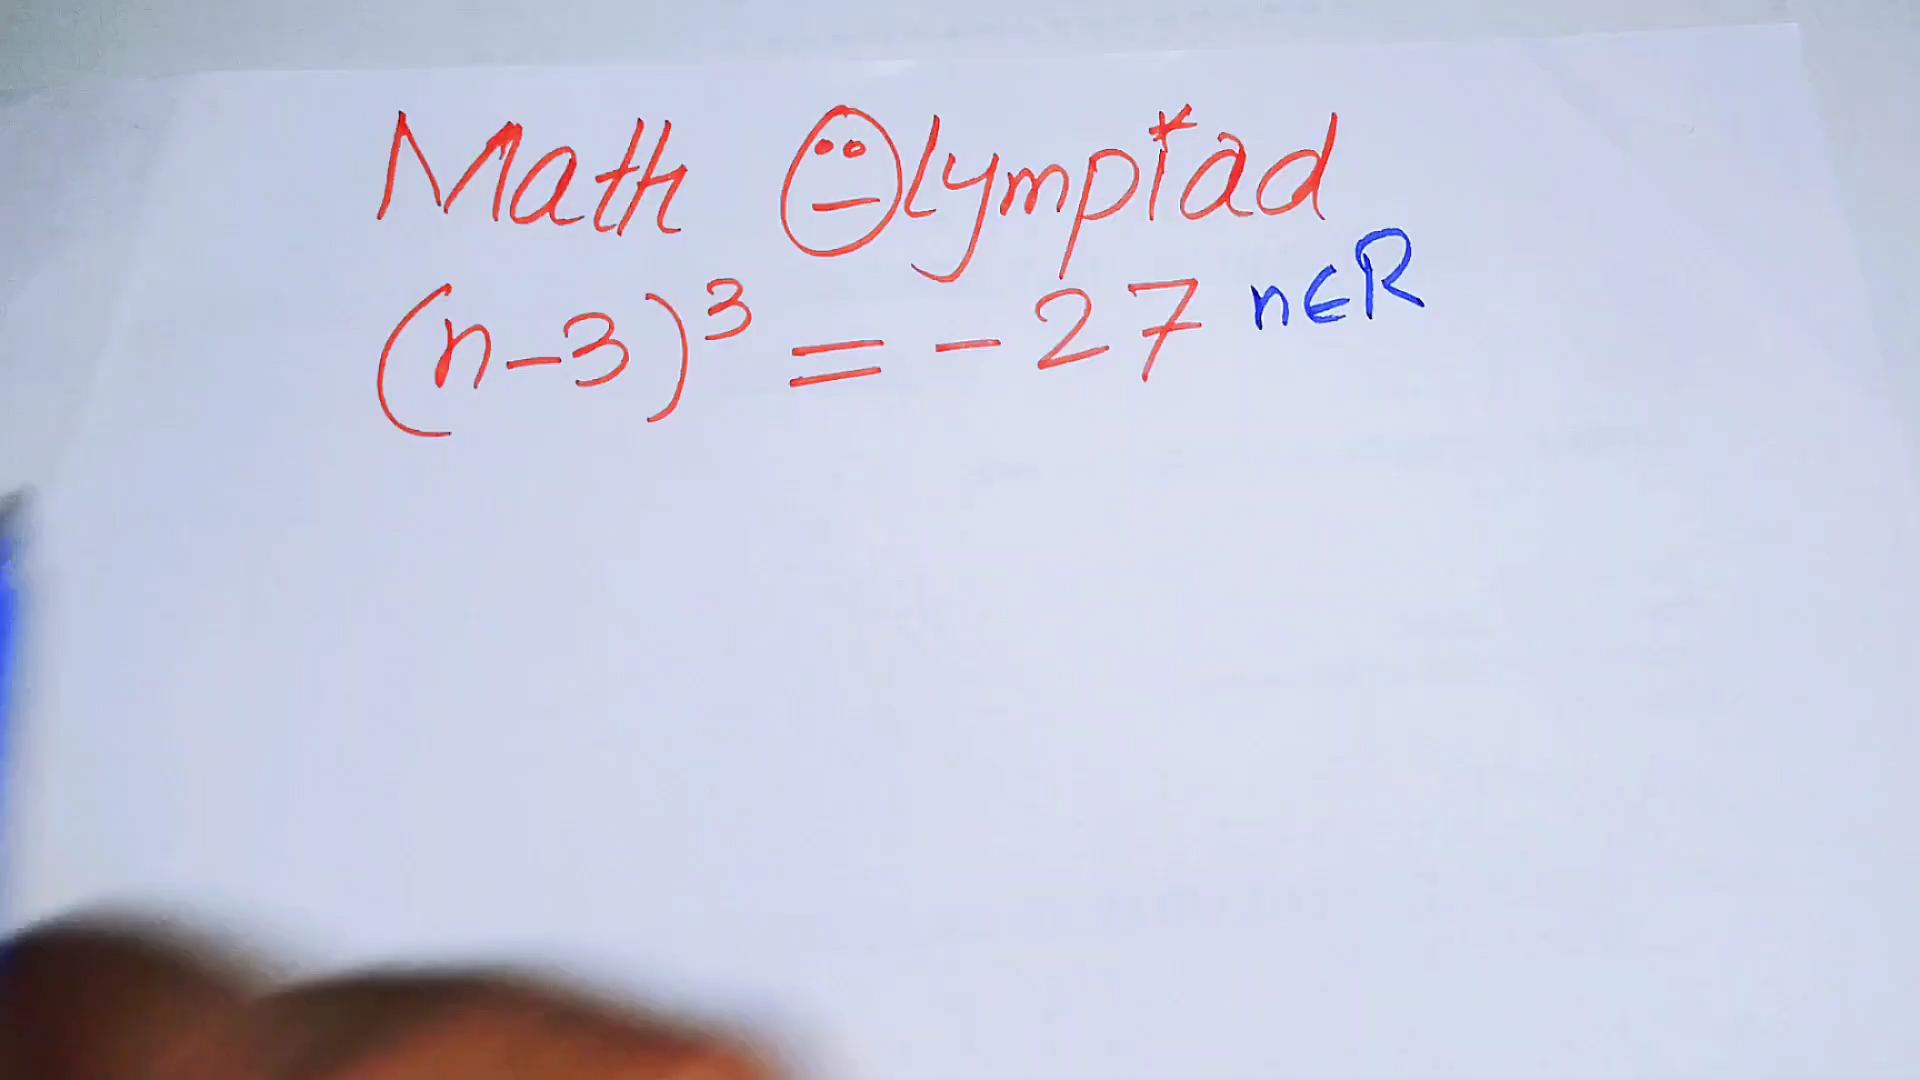 Math Olympiad
(n-3)³ = -27 n∈R